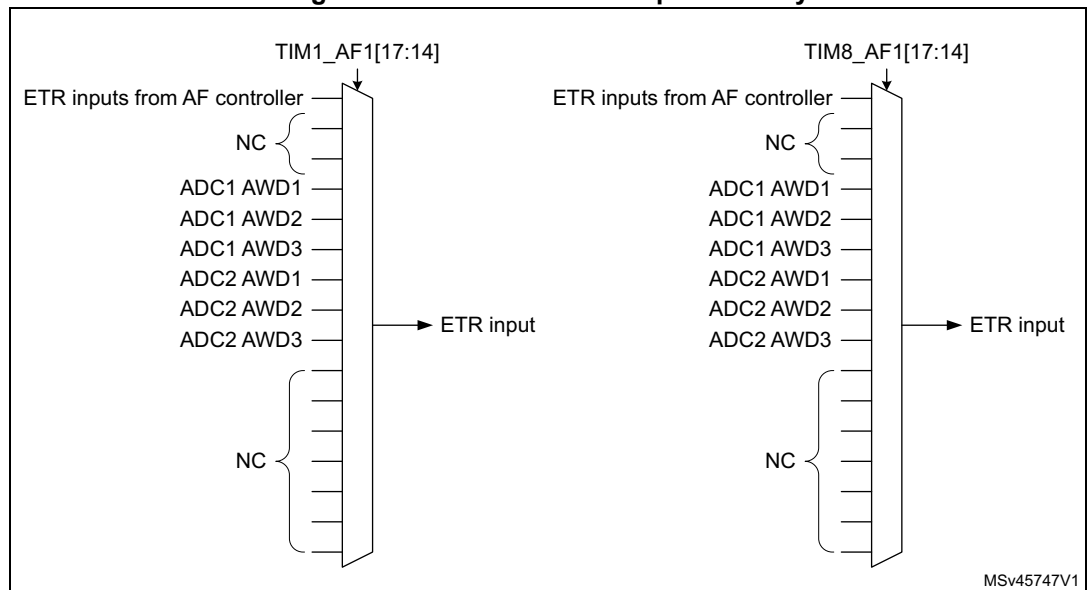 TIM1_AF1[17:14]
ETR inputs from AF controller
NC
ADC1 AWD1
ADC1 AWD2
ADC1 AWD3
ADC2 AWD1
ADC2 AWD2
ADC2 AWD3
NC
ETR input
TIM8_AF1[17:14]
ETR inputs from AF controller
NC
ADC1 AWD1
ADC1 AWD2
ADC1 AWD3
ADC2 AWD1
ADC2 AWD2
ADC2 AWD3
NC
ETR input
MSv45747V1